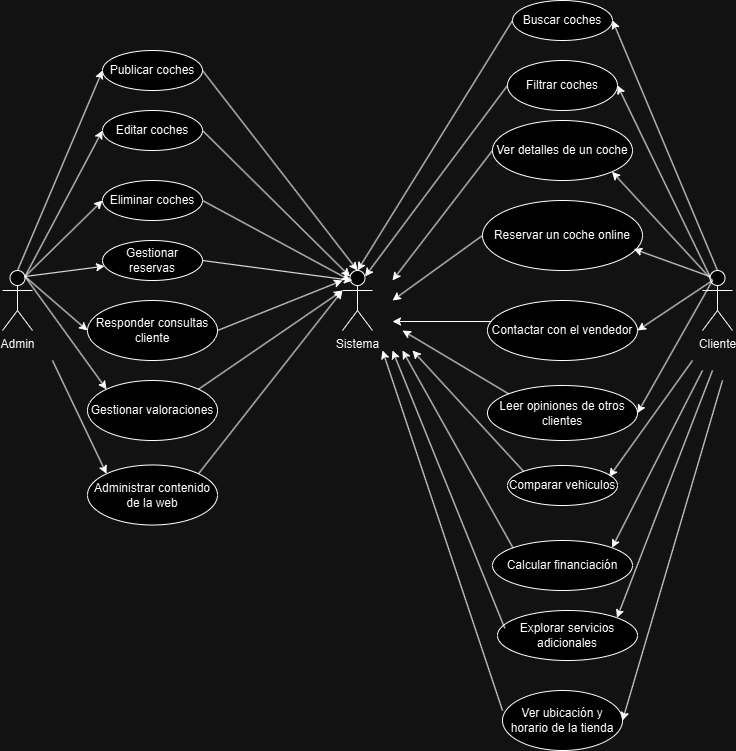 Publicar coches
Editar coches
Eliminar coches
Gestionar
reservas
Responder consultas
cliente
Gestionar valoraciones
Administrar contenido
de la web
Admin
Sistema
Buscar coches
Filtrar coches
Ver detalles de un coche
Reservar un coche online
Contactar con el vendedor
Leer opiniones de otros
clientes
Comparar vehiculos
Calcular financiación
Explorar servicios
adicionales
Ver ubicación y
horario de la tienda
Cliente